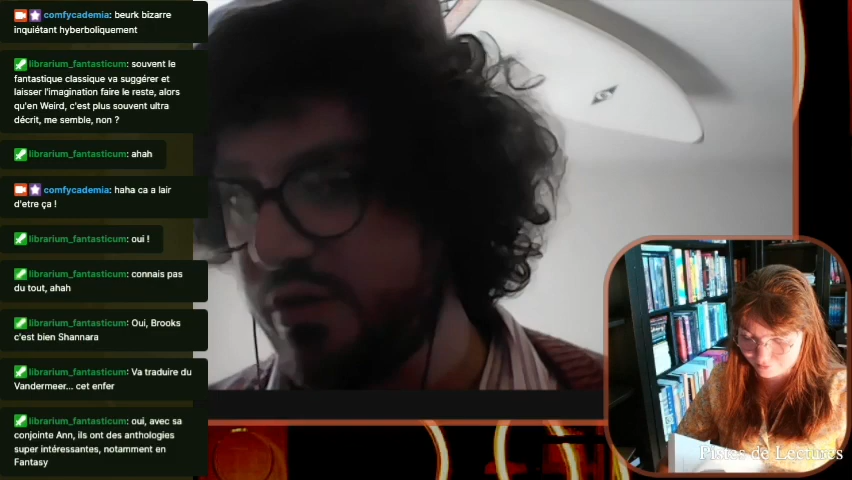 comfycademia: beurk bizarre
inquiétant hyberboliquement
librarium_fantasticum: souvent le
fantastique classique va suggérer et
laisser l'imagination faire le reste, alors
qu'en Weird, c'est plus souvent ultra
décrit, me semble, non ?
librarium_fantasticum: ahah
comfycademia: haha ca a lair
d'etre ça !
librarium_fantasticum: oui !
librarium_fantasticum: connais pas
du tout, ahah
librarium_fantasticum: Oui, Brooks
c'est bien Shannara
librarium_fantasticum: Va traduire du
Vandermeer... cet enfer
librarium_fantasticum: oui, avec sa
conjointe Ann, ils ont des anthologies
super intéressantes, notamment en
Fantasy
Pistes de Lectures